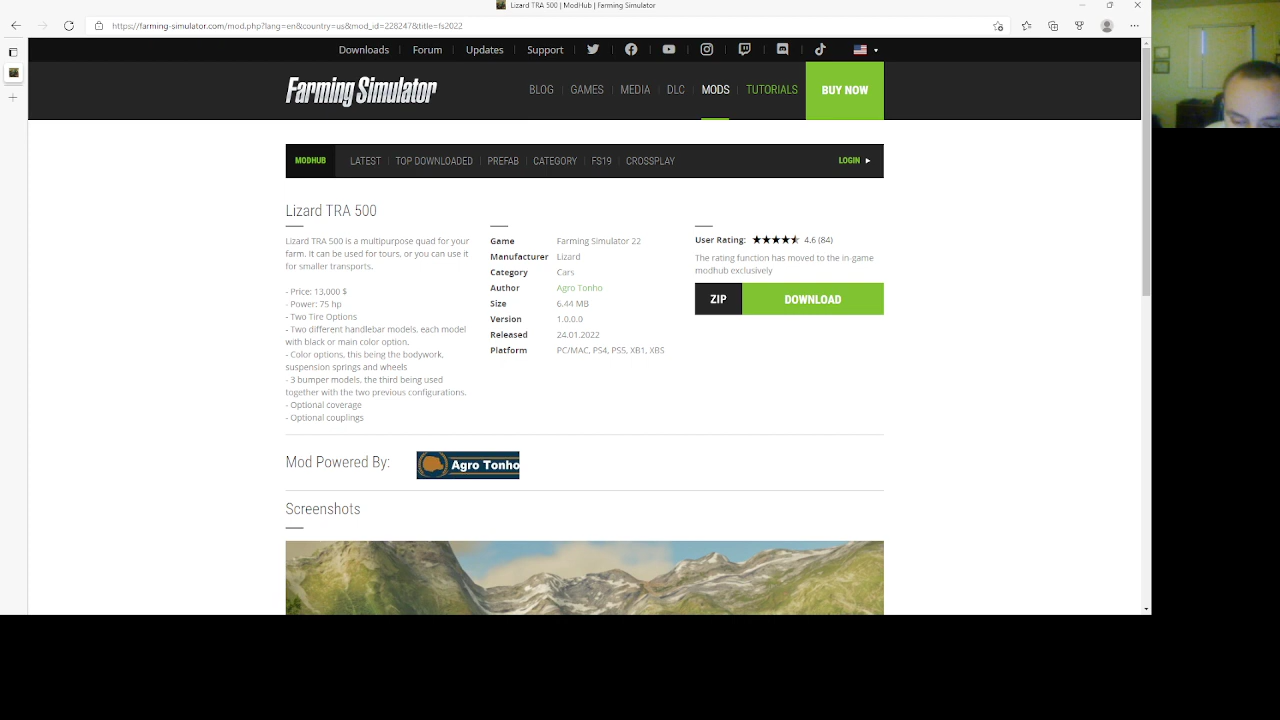 Lizard TRA 500 | ModHub | Farming Simulator
https://farming-simulator.com/mod.php?lang=en&country=us&mod_id=228247&title=fs2022
Downloads Forum Updates Support
Farming Simulator
BLOG GAMES MEDIA DLC MODS TUTORIALS BUY NOW
MODHUB LATEST TOP DOWNLOADED PREFAB CATEGORY FS19 CROSSPLAY LOGIN
Lizard TRA 500
Lizard TRA 500 is a multipurpose quad for your
farm. It can be used for tours, or you can use it
for smaller transports.
- Price: 13,000 $
- Power: 75 hp
- Two Tire Options
- Two different handlebar models, each model
with black or main color option.
- Color options, this being the bodywork,
suspension springs and wheels
- 3 bumper models, the third being used
together with the two previous configurations.
- Optional coverage
- Optional couplings
Game Farming Simulator 22
Manufacturer Lizard
Category Cars
Author Agro Tonho
Size 6.44 MB
Version 1.0.0.0
Released 24.01.2022
Platform PC/MAC, PS4, PS5, XB1, XBS
User Rating: 4.6 (84)
The rating function has moved to the in-game
modhub exclusively
ZIP DOWNLOAD
Mod Powered By: Agro Tonho
Screenshots